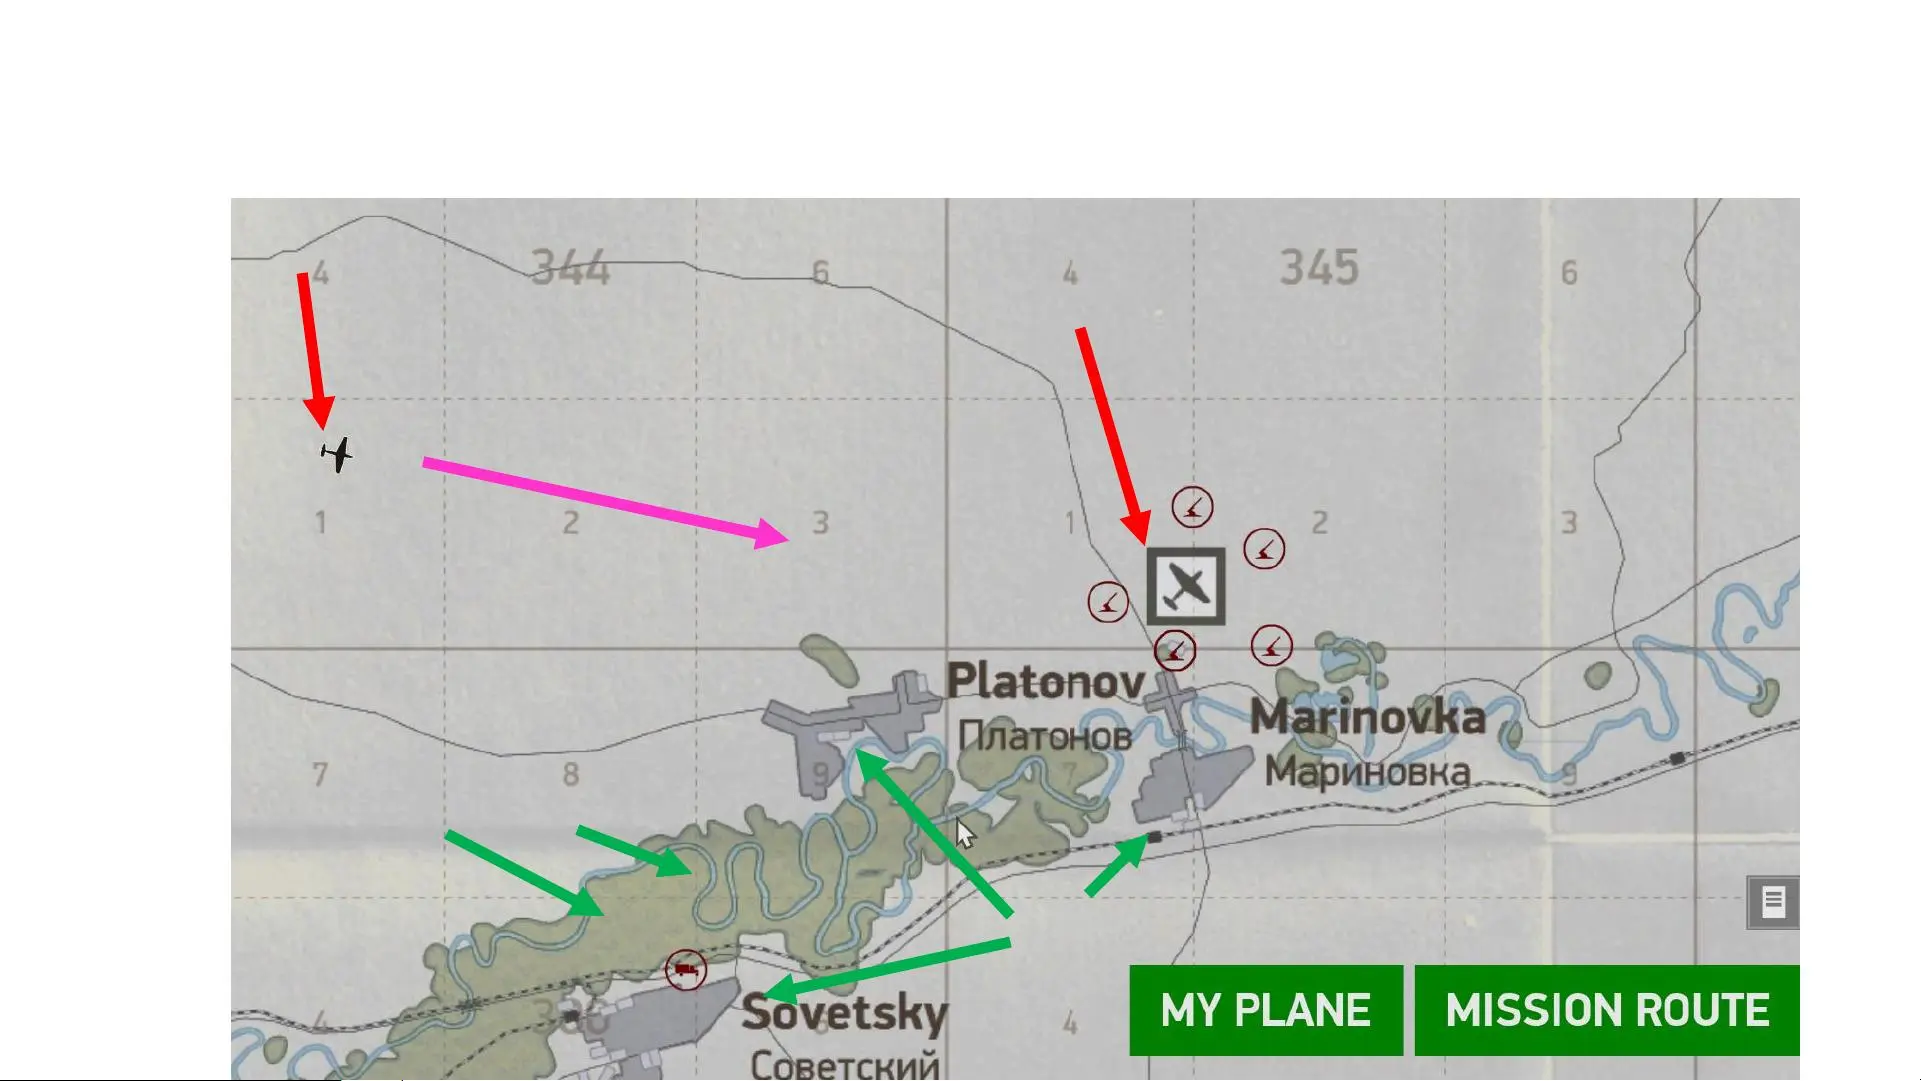 4 344 6 4 345 6
1 2 3 1 2 3
Platonov
Платонов
Marinovka
Мариновка
7 8 9 7 9
Sovetsky
Советский
4 6 4
MY PLANE
MISSION ROUTE